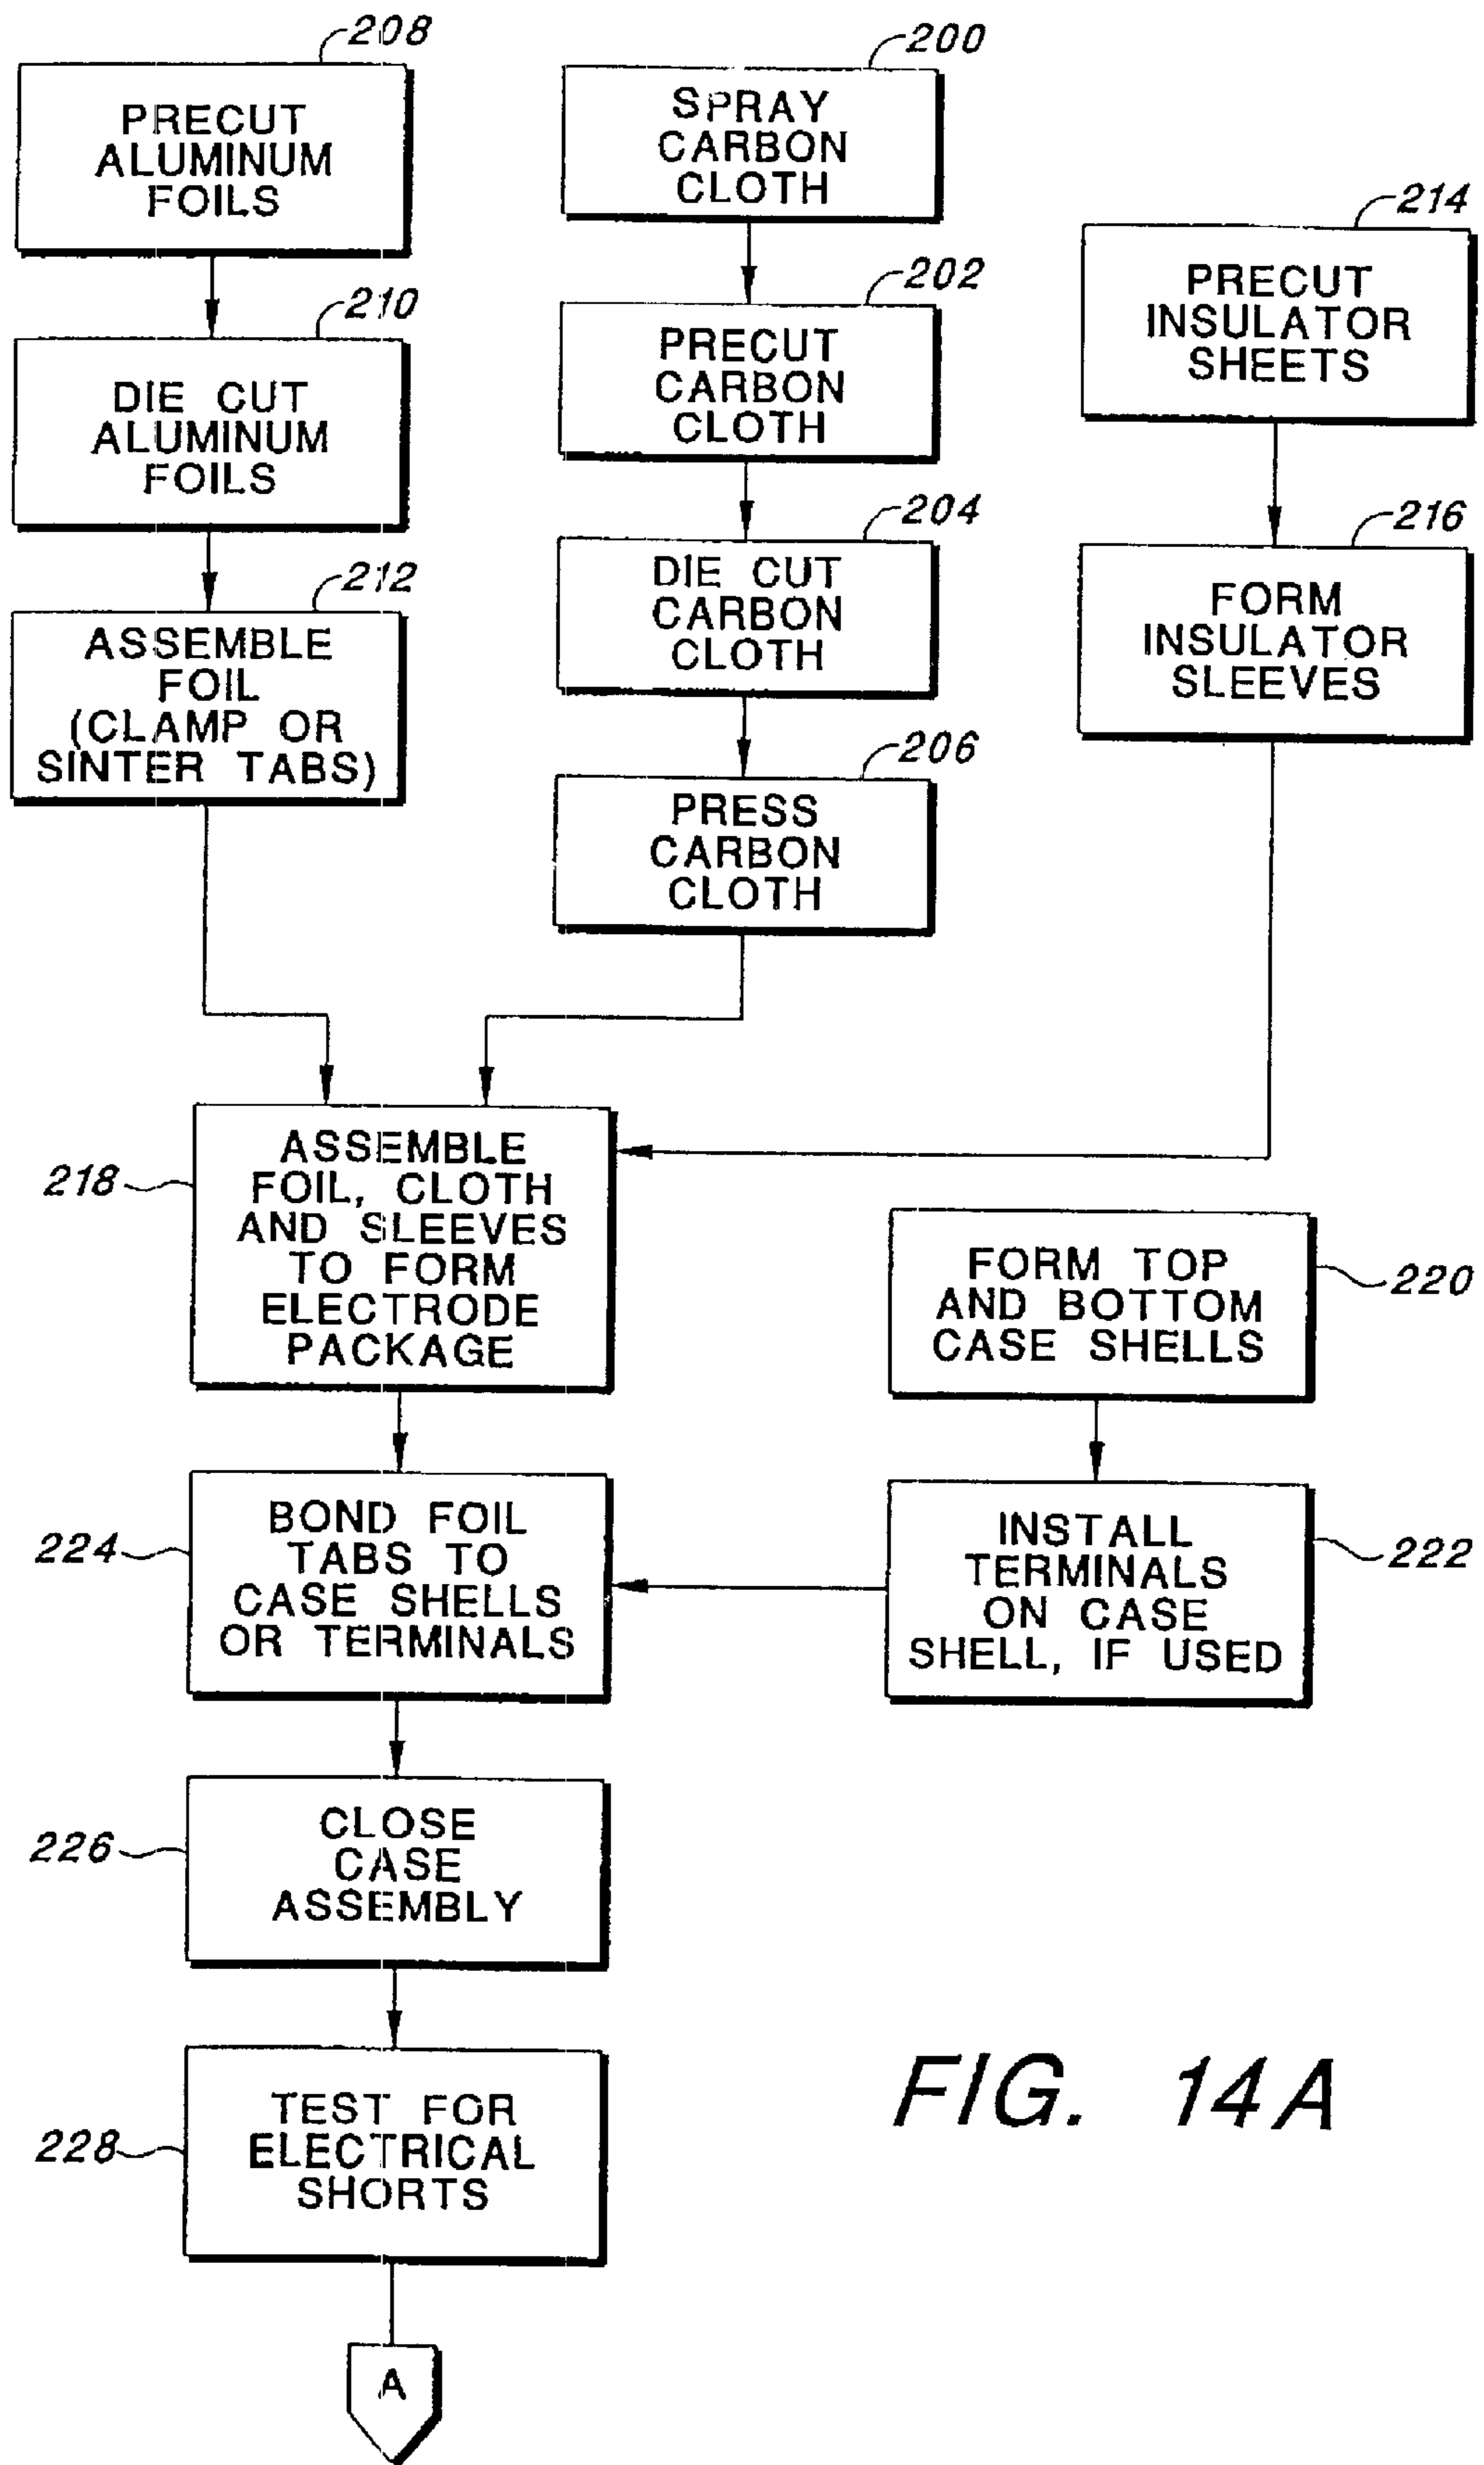 208
PRECUT
ALUMINUM
FOILS
210
DIE CUT
ALUMINUM
FOILS
212
ASSEMBLE
FOIL
(CLAMP OR
SINTER TABS)
200
SPRAY
CARBON
CLOTH
202
PRECUT
CARBON
CLOTH
204
DIE CUT
CARBON
CLOTH
206
PRESS
CARBON
CLOTH
214
PRECUT
INSULATOR
SHEETS
216
FORM
INSULATOR
SLEEVES
218
ASSEMBLE
FOIL, CLOTH
AND SLEEVES
TO FORM
ELECTRODE
PACKAGE
220
FORM TOP
AND BOTTOM
CASE SHELLS
222
INSTALL
TERMINALS
ON CASE
SHELL, IF USED
224
BOND FOIL
TABS TO
CASE SHELLS
OR TERMINALS
226
CLOSE
CASE
ASSEMBLY
228
TEST FOR
ELECTRICAL
SHORTS
A
FIG. 14A